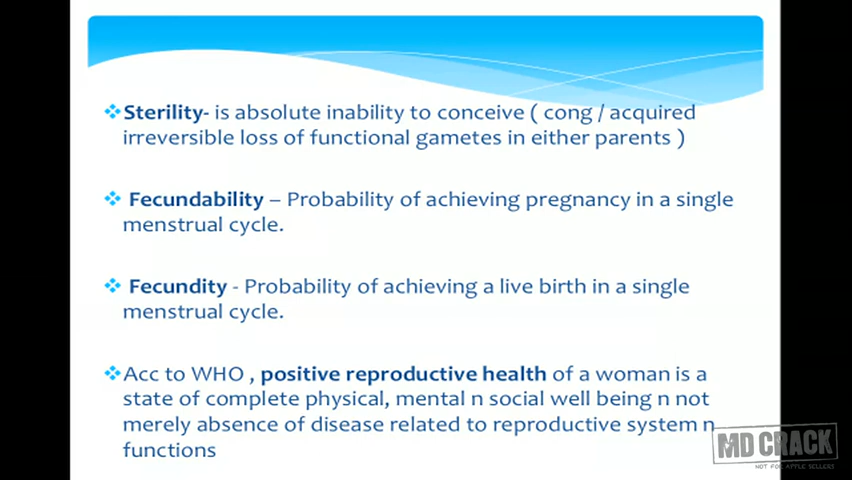 Sterility- is absolute inability to conceive ( cong / acquired
irreversible loss of functional gametes in either parents )
Fecundability – Probability of achieving pregnancy in a single
menstrual cycle.
Fecundity - Probability of achieving a live birth in a single
menstrual cycle.
Acc to WHO , positive reproductive health of a woman is a
state of complete physical, mental n social well being n not
merely absence of disease related to reproductive system n
functions
MD CRACK
NOT FOR APPLE SELLERS